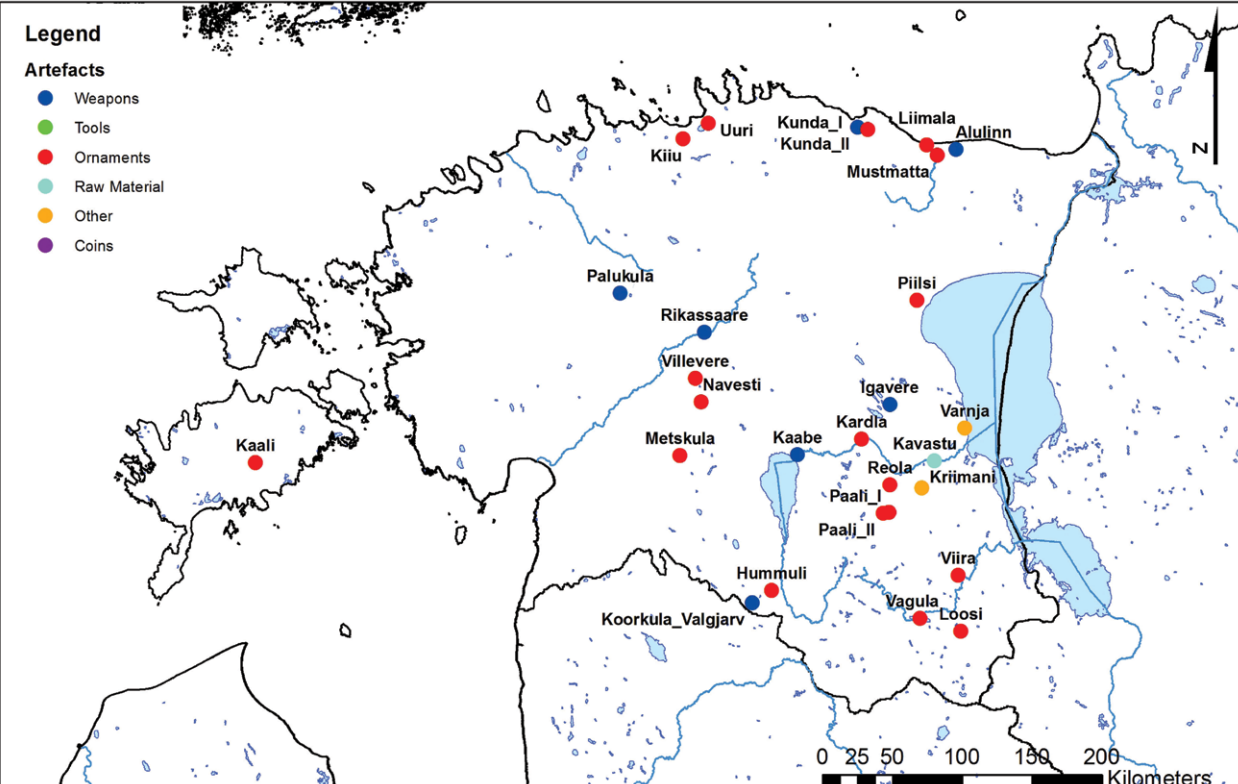 Legend
Artefacts
Weapons
Tools
Ornaments
Raw Material
Other
Coins
N
Uuri
Kiiu
Kunda_I
Kunda_II
Liimala
Alulinn
Mustmatta
Palukula
Piilsi
Rikassaare
Villevere
Navesti
Igavere
Varnja
Kardla
Kaali
Metskula
Kaabe
Kavastu
Reola
Kriimani
Paali_I
Paali_II
Viira
Hummuli
Vagula
Loosi
Koorkula_Valgjarv
0 25 50 100 150 200
Kilometers